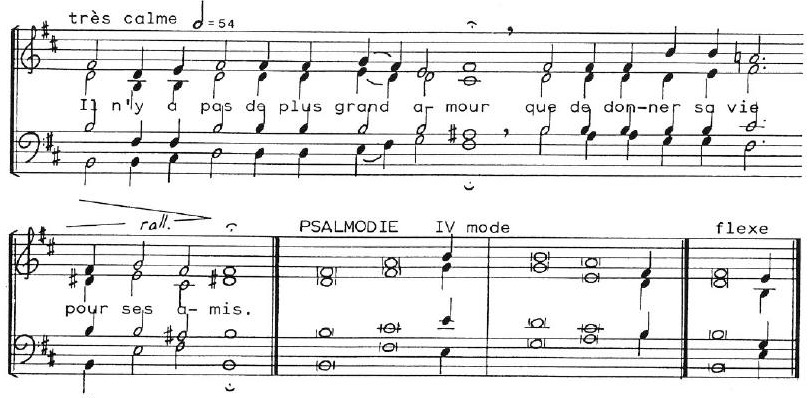 très calme = 54
Il n'y a pas de plus grand a- mour que de don-ner sa vie
rall. PSALMODIE IV mode flexe
pour ses a- mis.